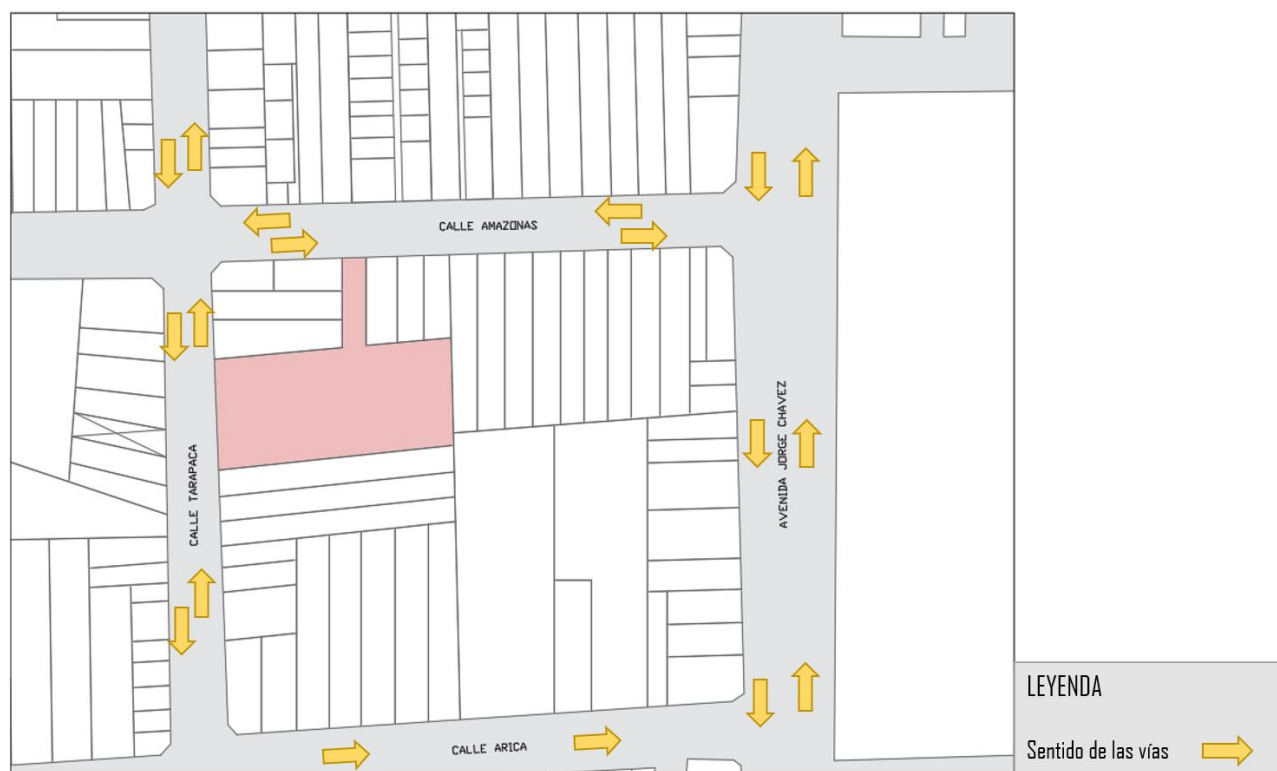 CALLE AMAZONAS
CALLE TARAPACA
AVENIDA JORGE CHAVEZ
CALLE ARICA
LEYENDA
Sentido de las vías